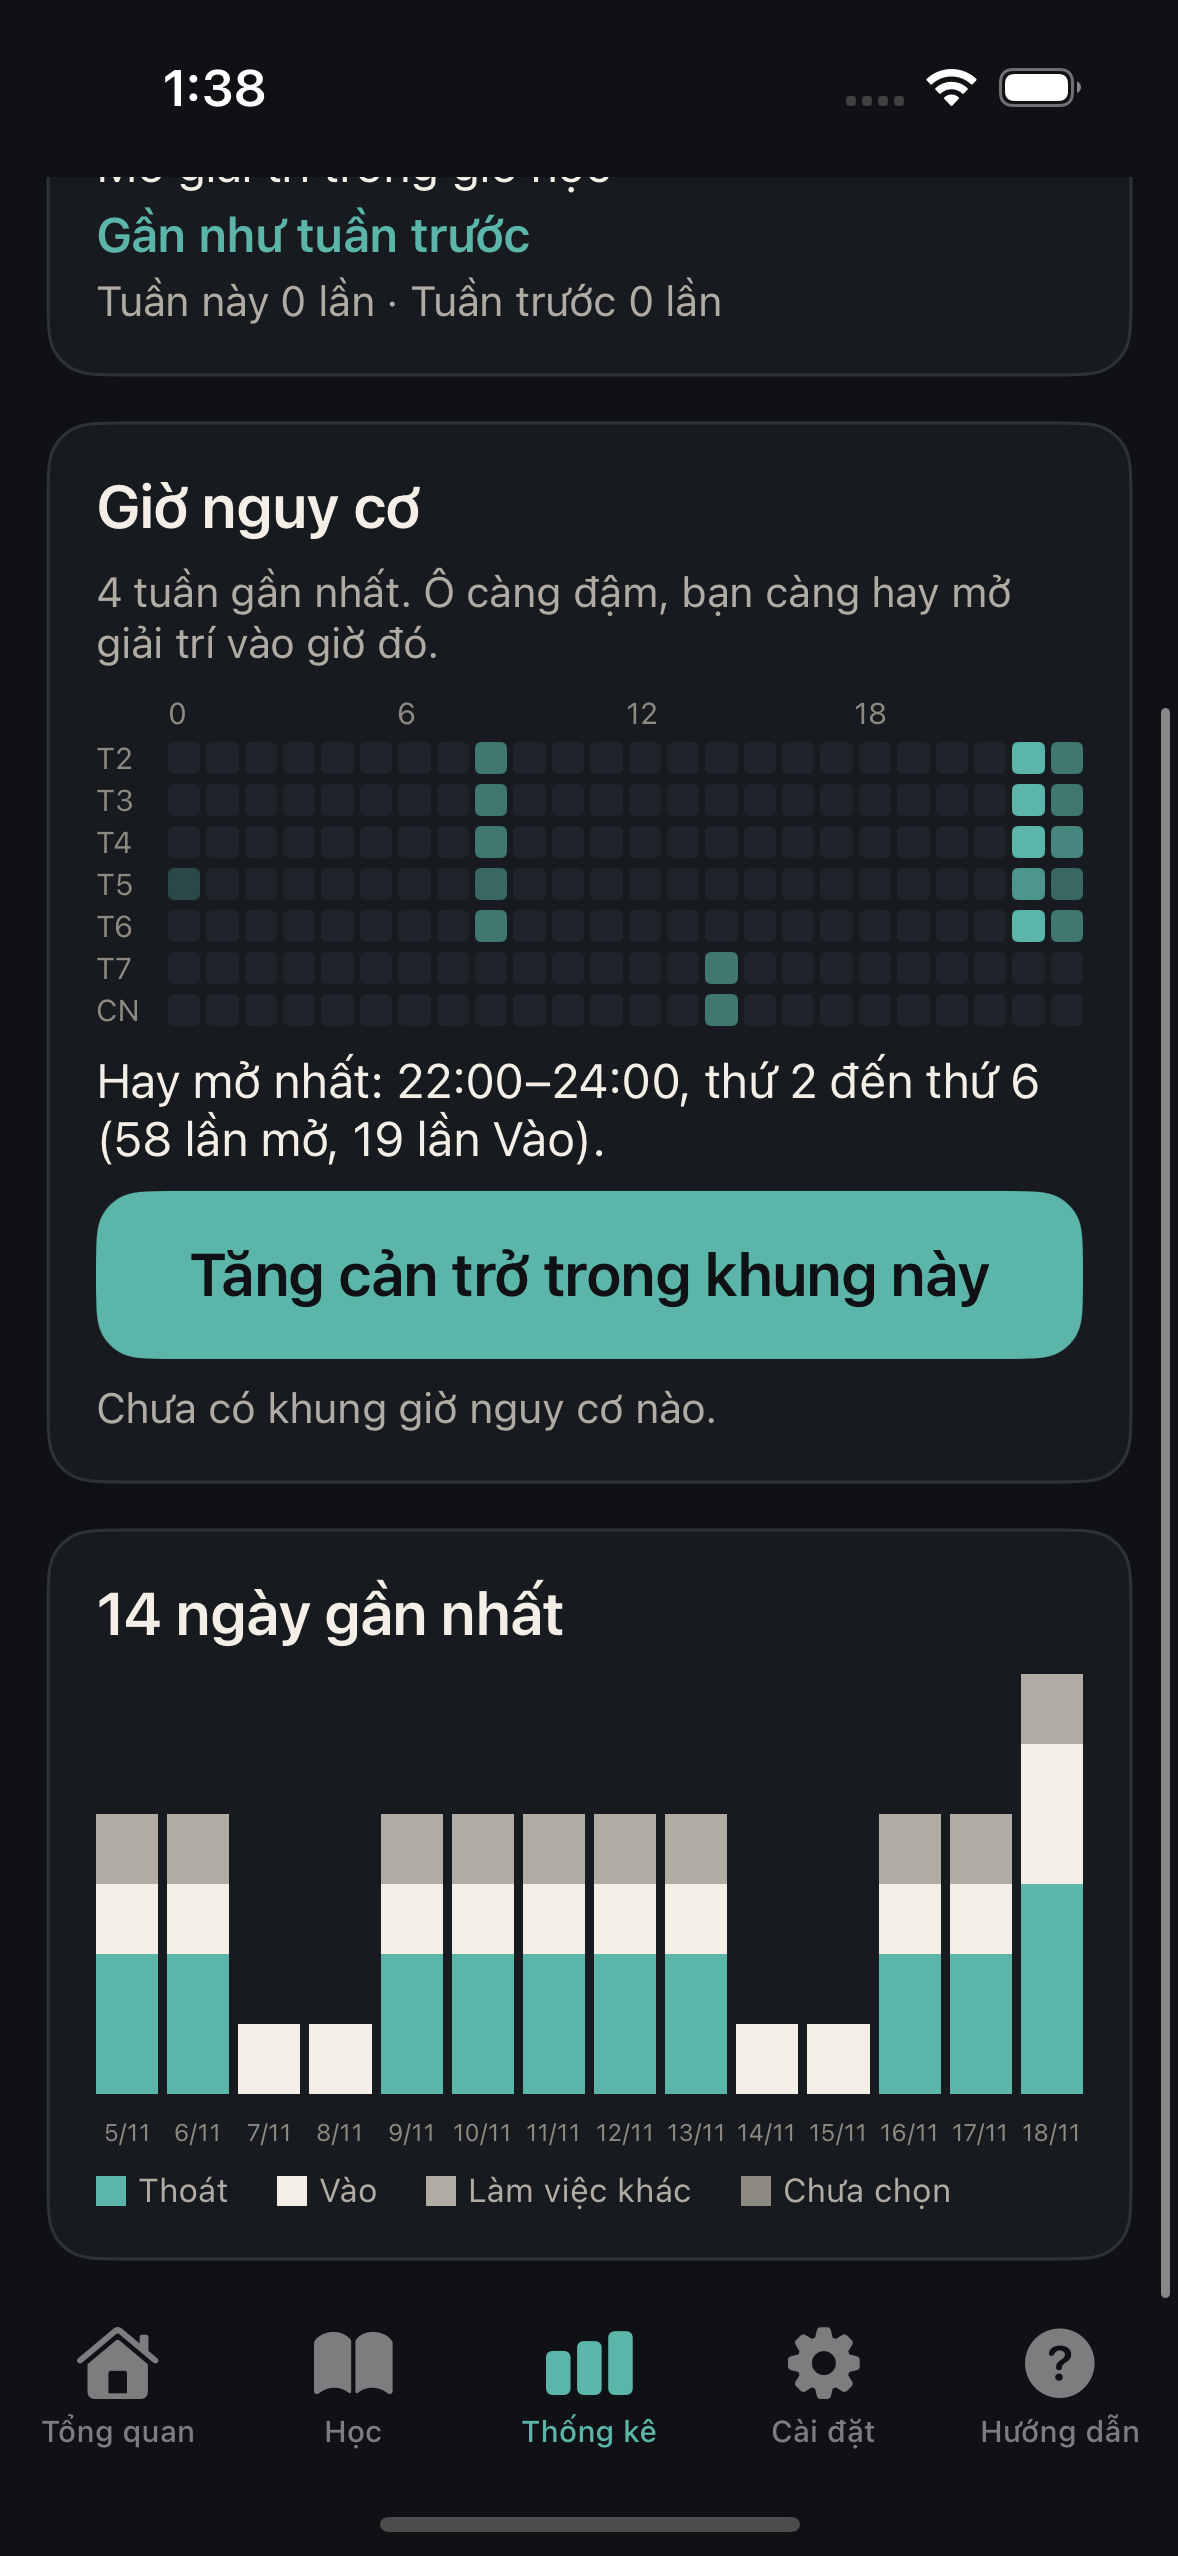 1:38
Mở giải trí trong giờ học
Gần như tuần trước
Tuần này 0 lần · Tuần trước 0 lần
Giờ nguy cơ
4 tuần gần nhất. Ô càng đậm, bạn càng hay mở
giải trí vào giờ đó.
0 6 12 18
T2
T3
T4
T5
T6
T7
CN
Hay mở nhất: 22:00–24:00, thứ 2 đến thứ 6
(58 lần mở, 19 lần Vào).
Tăng cản trở trong khung này
Chưa có khung giờ nguy cơ nào.
14 ngày gần nhất
5/11 6/11 7/11 8/11 9/11 10/11 11/11 12/11 13/11 14/11 15/11 16/11 17/11 18/11
Thoát Vào Làm việc khác Chưa chọn
Tổng quan Học Thống kê Cài đặt Hướng dẫn